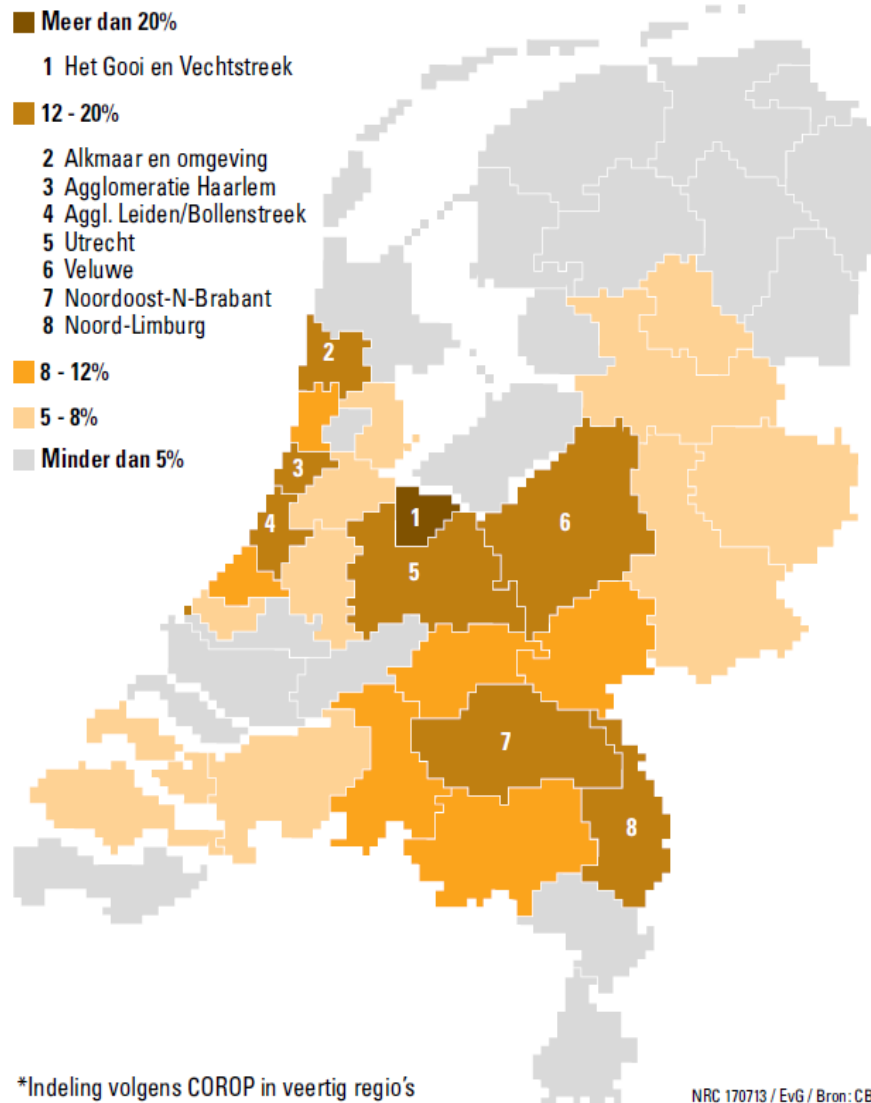 Meer dan 20%
1 Het Gooi en Vechtstreek
12 - 20%
2 Alkmaar en omgeving
3 Agglomeratie Haarlem
4 Aggl. Leiden/Bollenstreek
5 Utrecht
6 Veluwe
7 Noordoost-N-Brabant
8 Noord-Limburg
8 - 12%
5 - 8%
Minder dan 5%
2
3
4
1
5
6
7
8
*Indeling volgens COROP in veertig regio's
NRC 170713 / EvG / Bron: CB